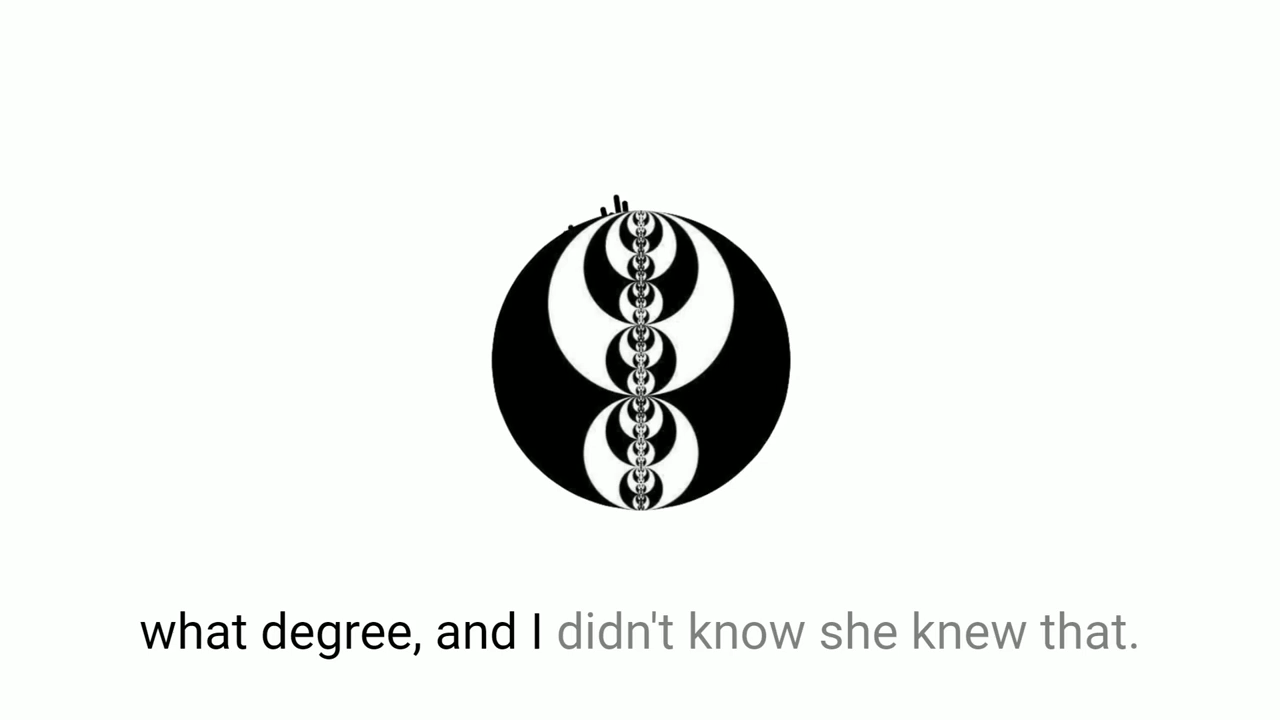 what degree, and I didn't know she knew that.